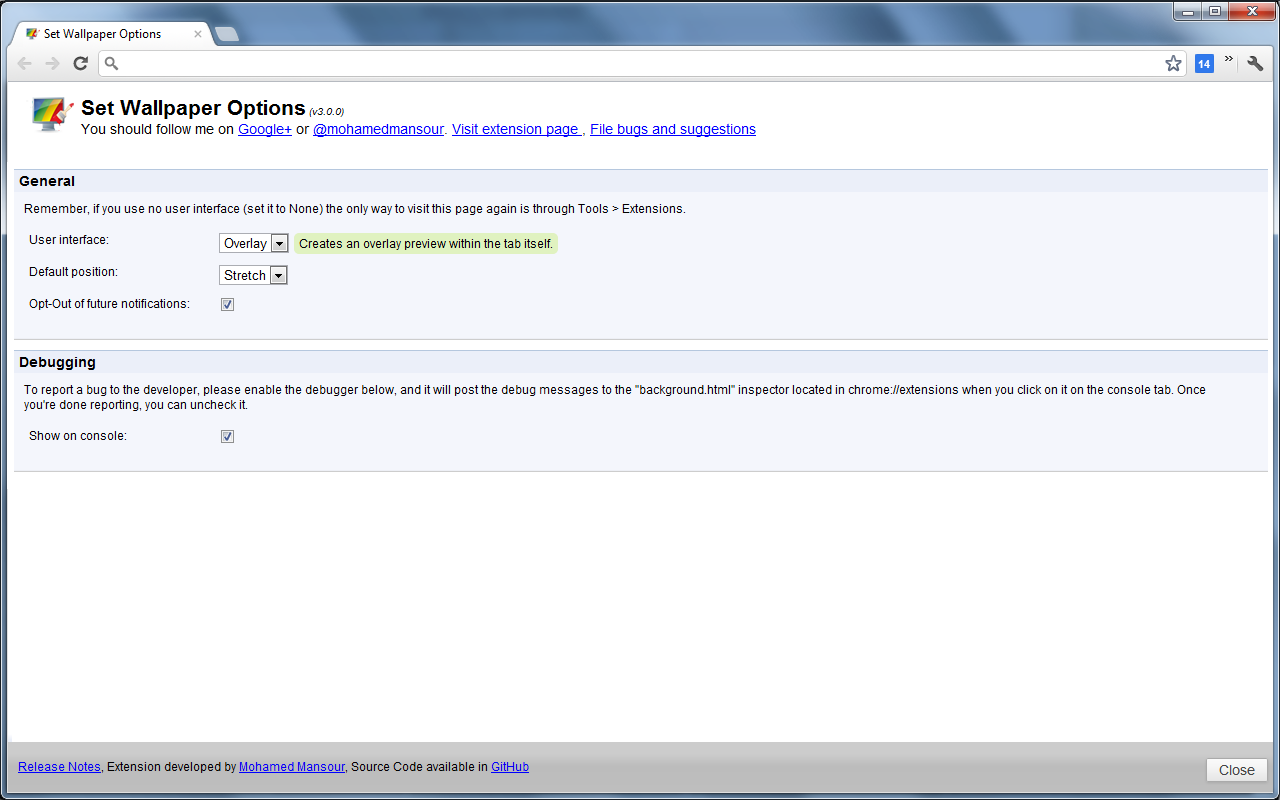 Set Wallpaper Options
14
»
Set Wallpaper Options (v3.0.0)
You should follow me on Google+ or @mohamedmansour. Visit extension page , File bugs and suggestions
General
Remember, if you use no user interface (set it to None) the only way to visit this page again is through Tools > Extensions.
User interface: Overlay Creates an overlay preview within the tab itself.
Default position: Stretch
Opt-Out of future notifications:
Debugging
To report a bug to the developer, please enable the debugger below, and it will post the debug messages to the "background.html" inspector located in chrome://extensions when you click on it on the console tab. Once
you're done reporting, you can uncheck it.
Show on console:
Release Notes, Extension developed by Mohamed Mansour, Source Code available in GitHub
Close